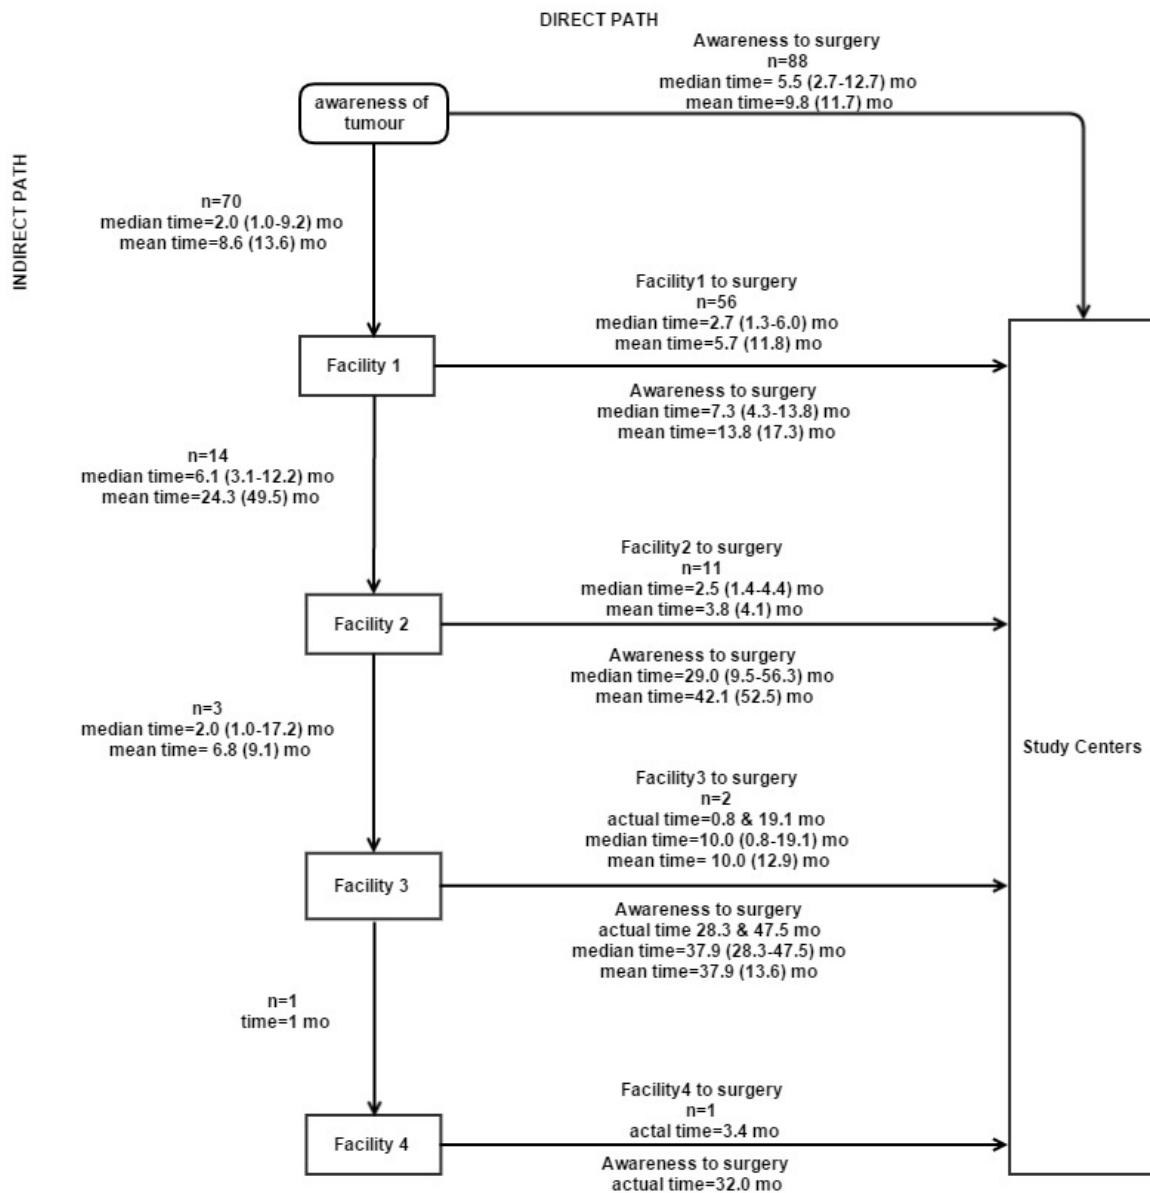 DIRECT PATH
Awareness to surgery
n=88
median time= 5.5 (2.7-12.7) mo
mean time=9.8 (11.7) mo
awareness of
tumour
INDIRECT PATH
n=70
median time=2.0 (1.0-9.2) mo
mean time=8.6 (13.6) mo
Facility1 to surgery
n=56
median time=2.7 (1.3-6.0) mo
mean time=5.7 (11.8) mo
Facility 1
Awareness to surgery
median time=7.3 (4.3-13.8) mo
mean time=13.8 (17.3) mo
n=14
median time=6.1 (3.1-12.2) mo
mean time=24.3 (49.5) mo
Facility2 to surgery
n=11
median time=2.5 (1.4-4.4) mo
mean time=3.8 (4.1) mo
Facility 2
Awareness to surgery
median time=29.0 (9.5-56.3) mo
mean time=42.1 (52.5) mo
n=3
median time=2.0 (1.0-17.2) mo
mean time= 6.8 (9.1) mo
Study Centers
Facility3 to surgery
n=2
actual time=0.8 & 19.1 mo
median time=10.0 (0.8-19.1) mo
mean time= 10.0 (12.9) mo
Facility 3
Awareness to surgery
actual time 28.3 & 47.5 mo
median time=37.9 (28.3-47.5) mo
mean time=37.9 (13.6) mo
n=1
time=1 mo
Facility4 to surgery
n=1
actal time=3.4 mo
Facility 4
Awareness to surgery
actual time=32.0 mo